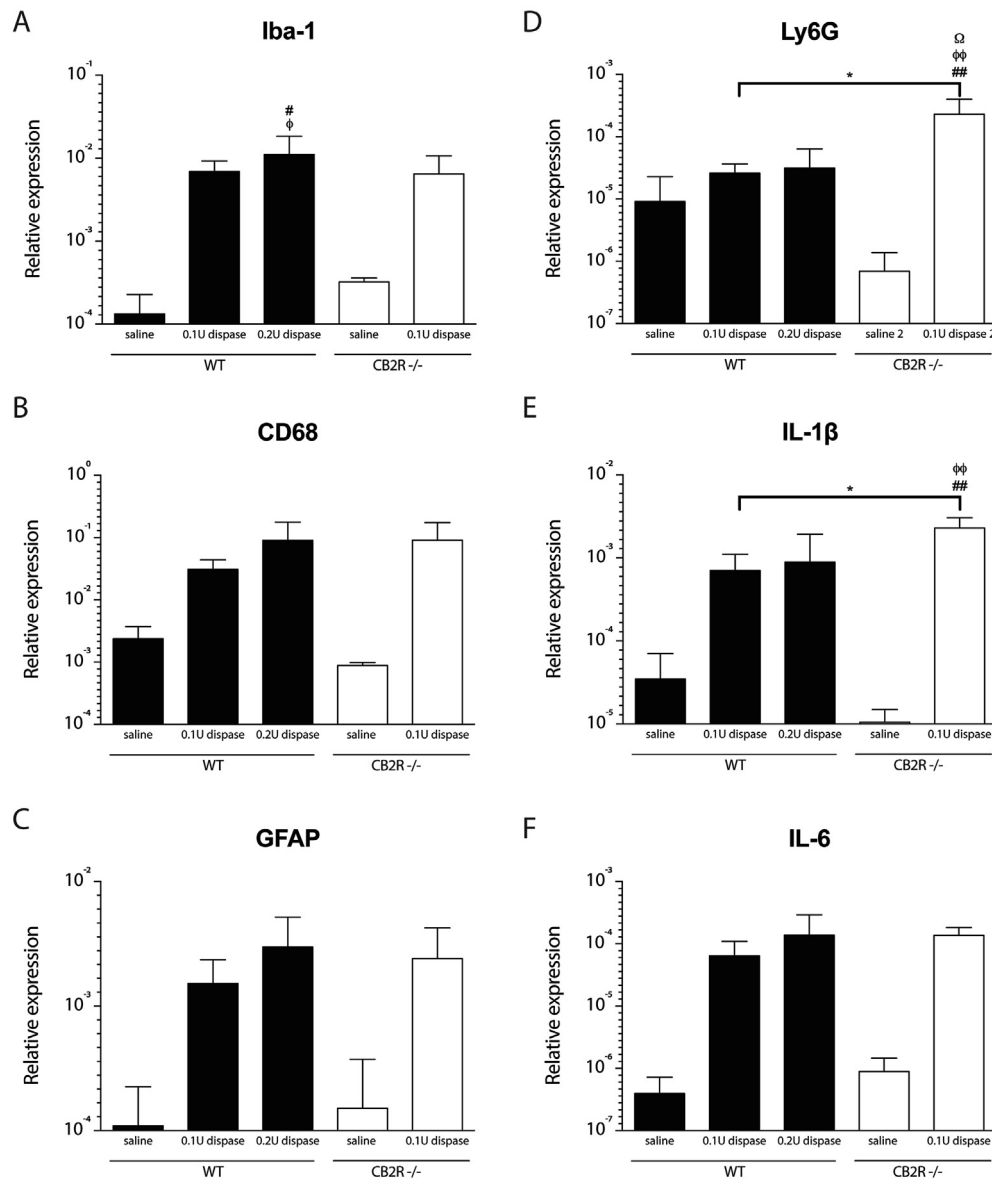 A
Iba-1
Relative expression
10⁻¹
10⁻²
10⁻³
10⁻⁴
#
ϕ
saline 0.1U dispase 0.2U dispase saline 0.1U dispase
WT CB2R -/-
B
CD68
Relative expression
10⁰
10⁻¹
10⁻²
10⁻³
10⁻⁴
saline 0.1U dispase 0.2U dispase saline 0.1U dispase
WT CB2R -/-
C
GFAP
Relative expression
10⁻²
10⁻³
10⁻⁴
saline 0.1U dispase 0.2U dispase saline 0.1U dispase
WT CB2R -/-
D
Ly6G
Relative expression
10⁻³
10⁻⁴
10⁻⁵
10⁻⁶
10⁻⁷
*
Ω
ϕϕ
##
saline 0.1U dispase 0.2U dispase saline 2 0.1U dispase 2
WT CB2R -/-
E
IL-1β
Relative expression
10⁻²
10⁻³
10⁻⁴
10⁻⁵
*
ϕϕ
##
saline 0.1U dispase 0.2U dispase saline 0.1U dispase
WT CB2R -/-
F
IL-6
Relative expression
10⁻³
10⁻⁴
10⁻⁵
10⁻⁶
10⁻⁷
saline 0.1U dispase 0.2U dispase saline 0.1U dispase
WT CB2R -/-